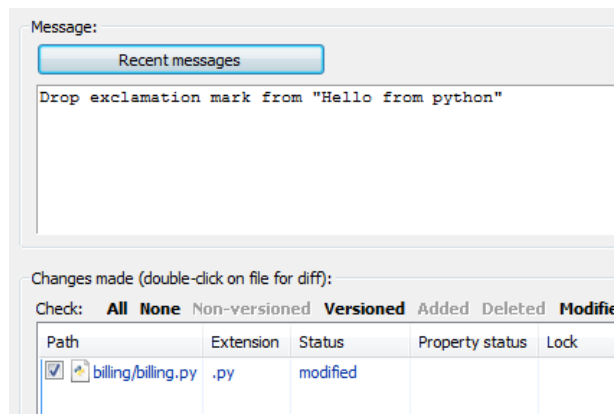 Message:
Recent messages
Drop exclamation mark from "Hello from python"
Changes made (double-click on file for diff):
Check: All None Non-versioned Versioned Added Deleted Modifie
Path Extension Status Property status Lock
billing/billing.py .py modified